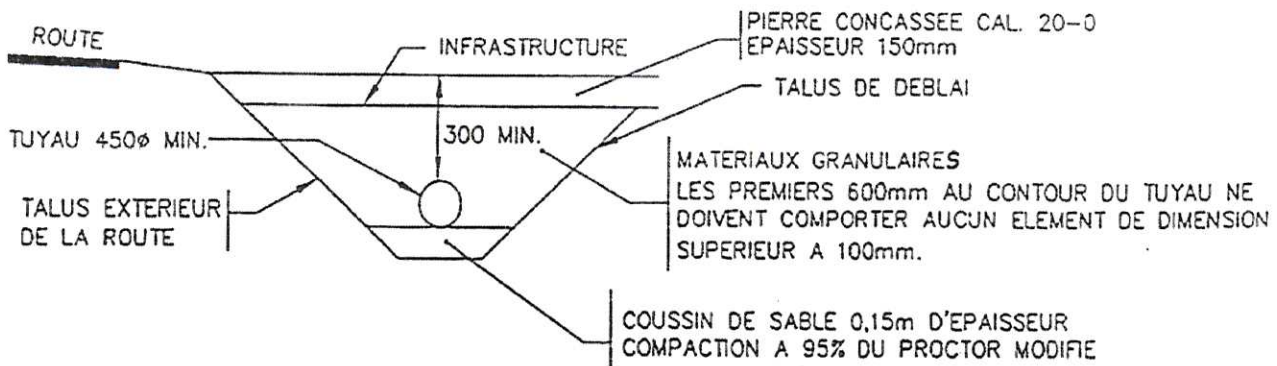 ROUTE
INFRASTRUCTURE
PIERRE CONCASSEE CAL. 20-0
EPAISSEUR 150mm
TALUS DE DEBLAI
TUYAU 450ø MIN.
300 MIN.
MATERIAUX GRANULAIRES
LES PREMIERS 600mm AU CONTOUR DU TUYAU NE
DOIVENT COMPORTER AUCUN ELEMENT DE DIMENSION
SUPERIEUR A 100mm.
TALUS EXTERIEUR
DE LA ROUTE
COUSSIN DE SABLE 0,15m D'EPAISSEUR
COMPACTION A 95% DU PROCTOR MODIFIE